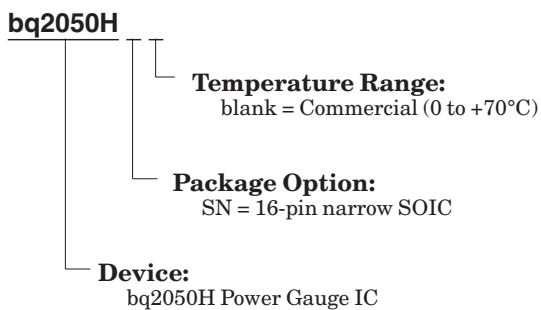 bq2050H
Temperature Range:
blank = Commercial (0 to +70°C)
Package Option:
SN = 16-pin narrow SOIC
Device:
bq2050H Power Gauge IC